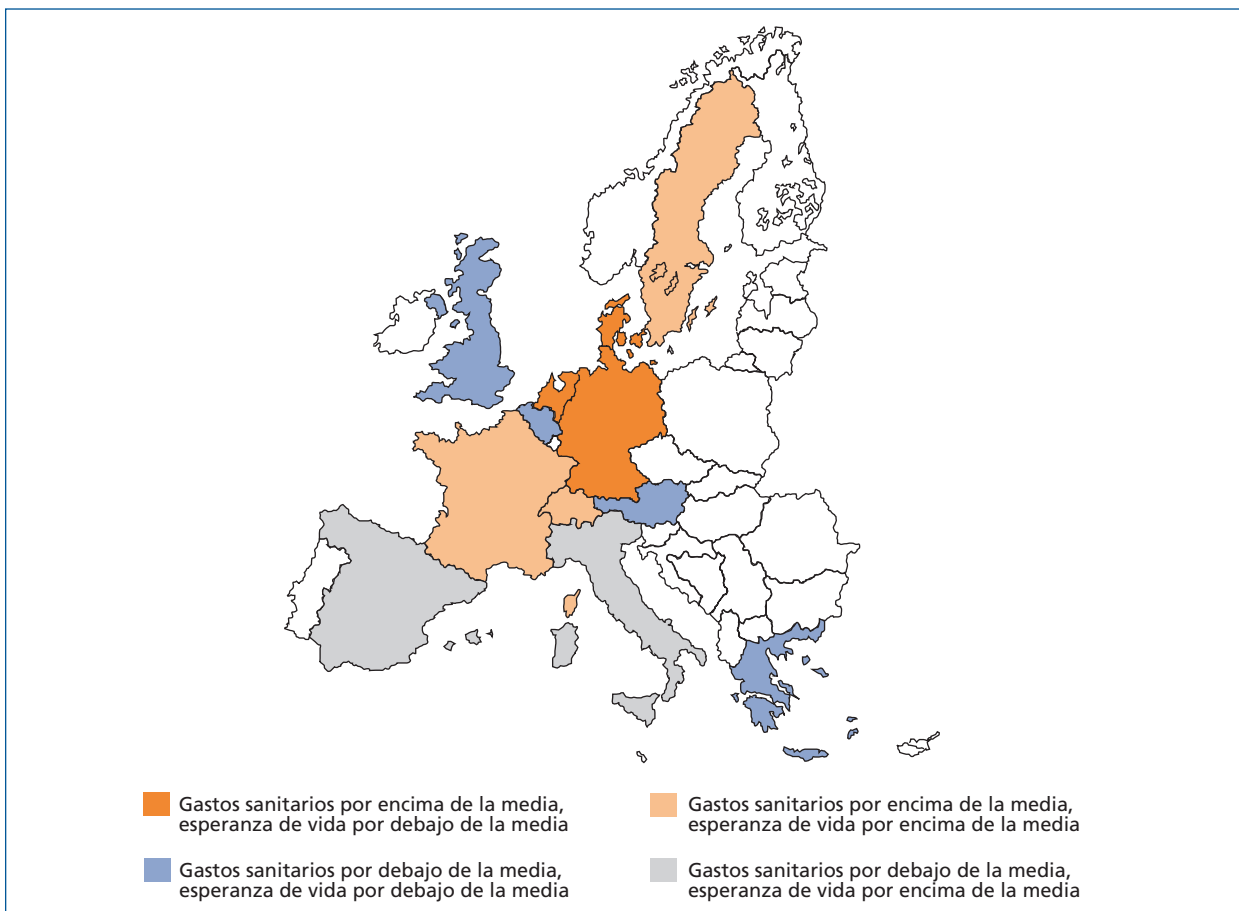 Gastos sanitarios por encima de la media,
esperanza de vida por debajo de la media
Gastos sanitarios por encima de la media,
esperanza de vida por encima de la media
Gastos sanitarios por debajo de la media,
esperanza de vida por debajo de la media
Gastos sanitarios por debajo de la media,
esperanza de vida por encima de la media